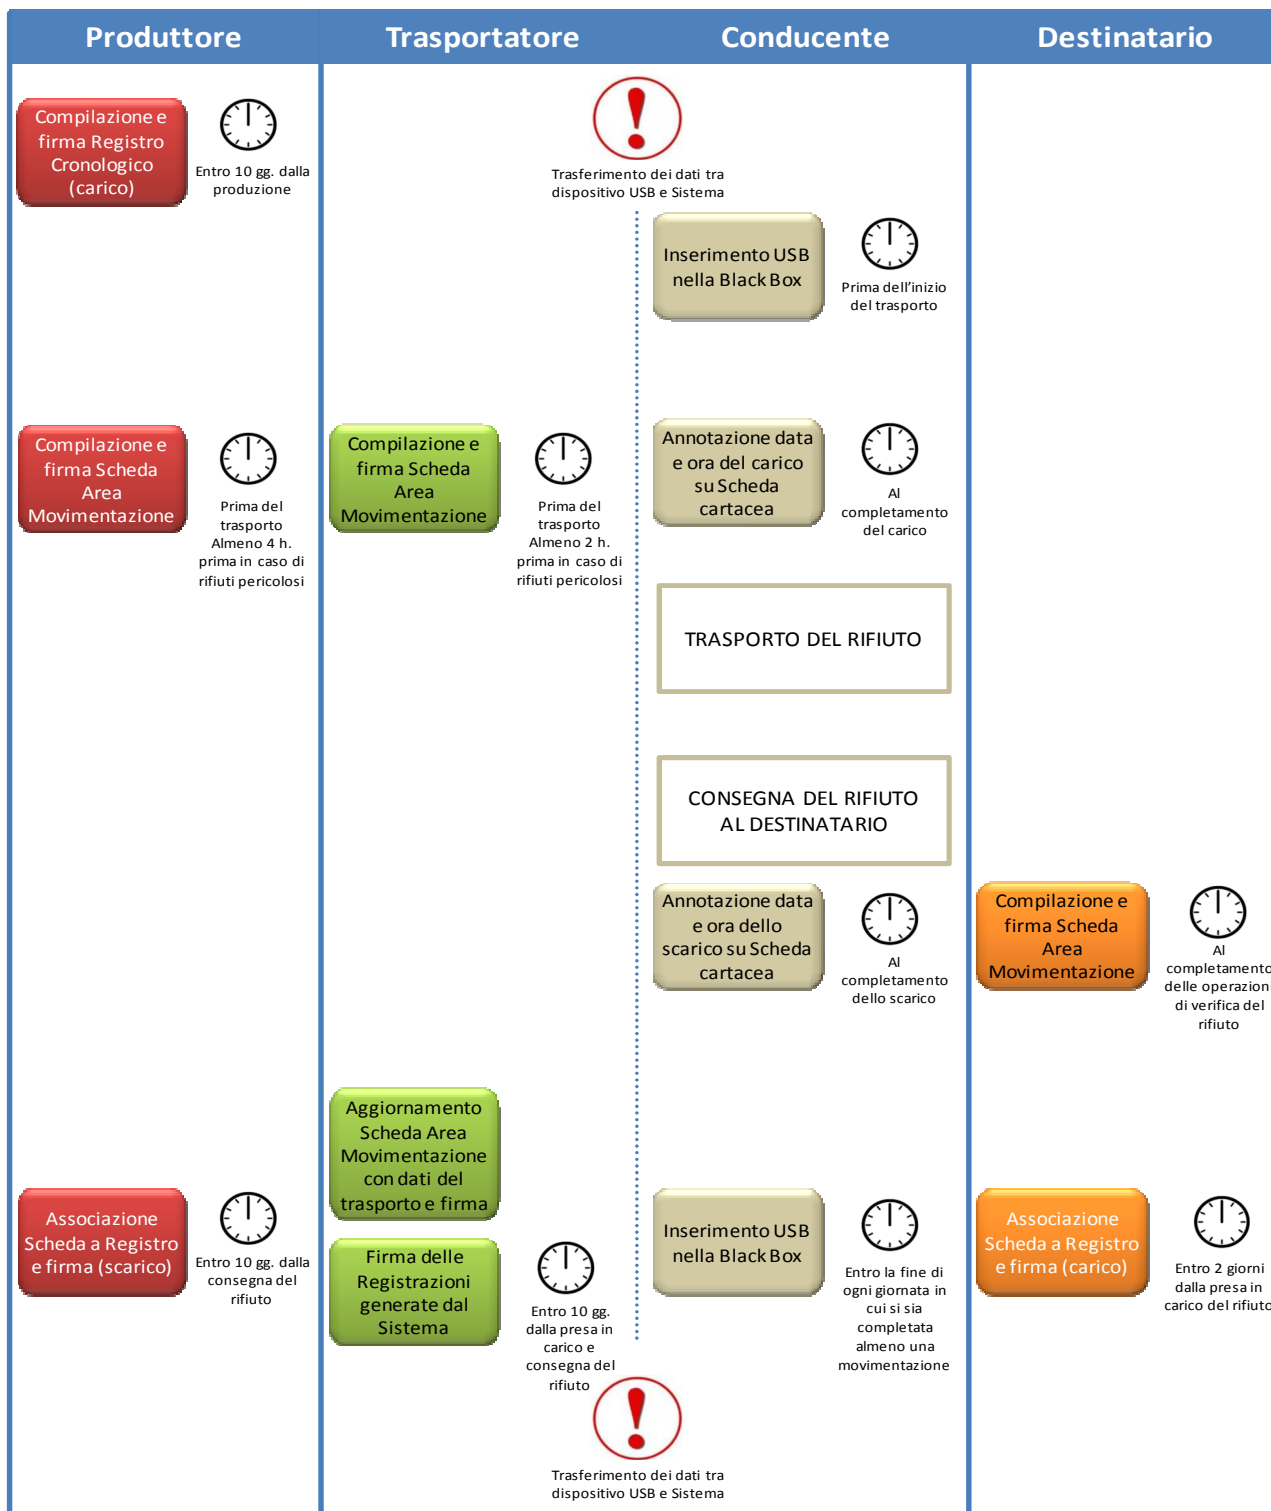 Produttore
Trasportatore
Conducente
Destinatario
Compilazione e
firma Registro
Cronologico
(carico)
Entro 10 gg. dalla
produzione
Trasferimento dei dati tra
dispositivo USB e Sistema
Inserimento USB
nella Black Box
Prima dell'inizio
del trasporto
Compilazione e
firma Scheda
Area
Movimentazione
Prima del
trasporto
Almeno 4 h.
prima in caso di
rifiuti pericolosi
Compilazione e
firma Scheda
Area
Movimentazione
Prima del
trasporto
Almeno 2 h.
prima in caso di
rifiuti pericolosi
Annotazione data
e ora del carico
su Scheda
cartacea
Al
completamento
del carico
TRASPORTO DEL RIFIUTO
CONSEGNA DEL RIFIUTO
AL DESTINATARIO
Annotazione data
e ora dello
scarico su Scheda
cartacea
Al
completamento
dello scarico
Compilazione e
firma Scheda
Area
Movimentazione
Al
completamento
delle operazion
di verifica del
rifiuto
Aggiornamento
Scheda Area
Movimentazione
con dati del
trasporto e firma
Associazione
Scheda a Registro
e firma (scarico)
Entro 10 gg. dalla
consegna del
rifiuto
Firma delle
Registrazioni
generate dal
Sistema
Entro 10 gg.
dalla presa in
carico e
consegna del
rifiuto
Inserimento USB
nella Black Box
Entro la fine di
ogni giornata in
cui si sia
completata
almeno una
movimentazione
Associazione
Scheda a Registro
e firma (carico)
Entro 2 giorni
dalla presa in
carico del rifiuto
Trasferimento dei dati tra
dispositivo USB e Sistema